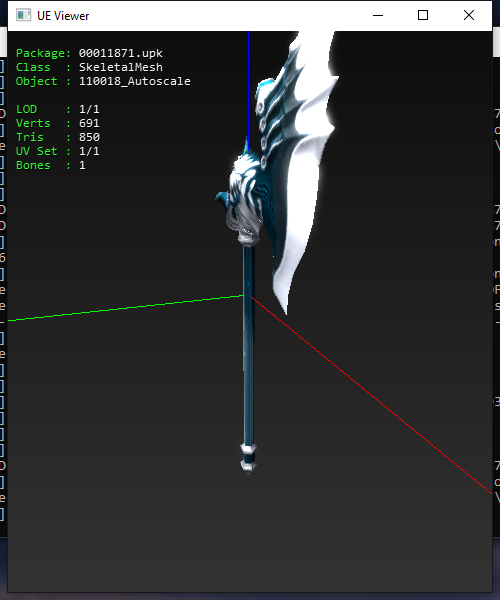 UE Viewer
Package: 00011871.upk
Class  : SkeletalMesh
Object : 110018_Autoscale
LOD    : 1/1
Verts  : 691
Tris   : 850
UV Set : 1/1
Bones  : 1